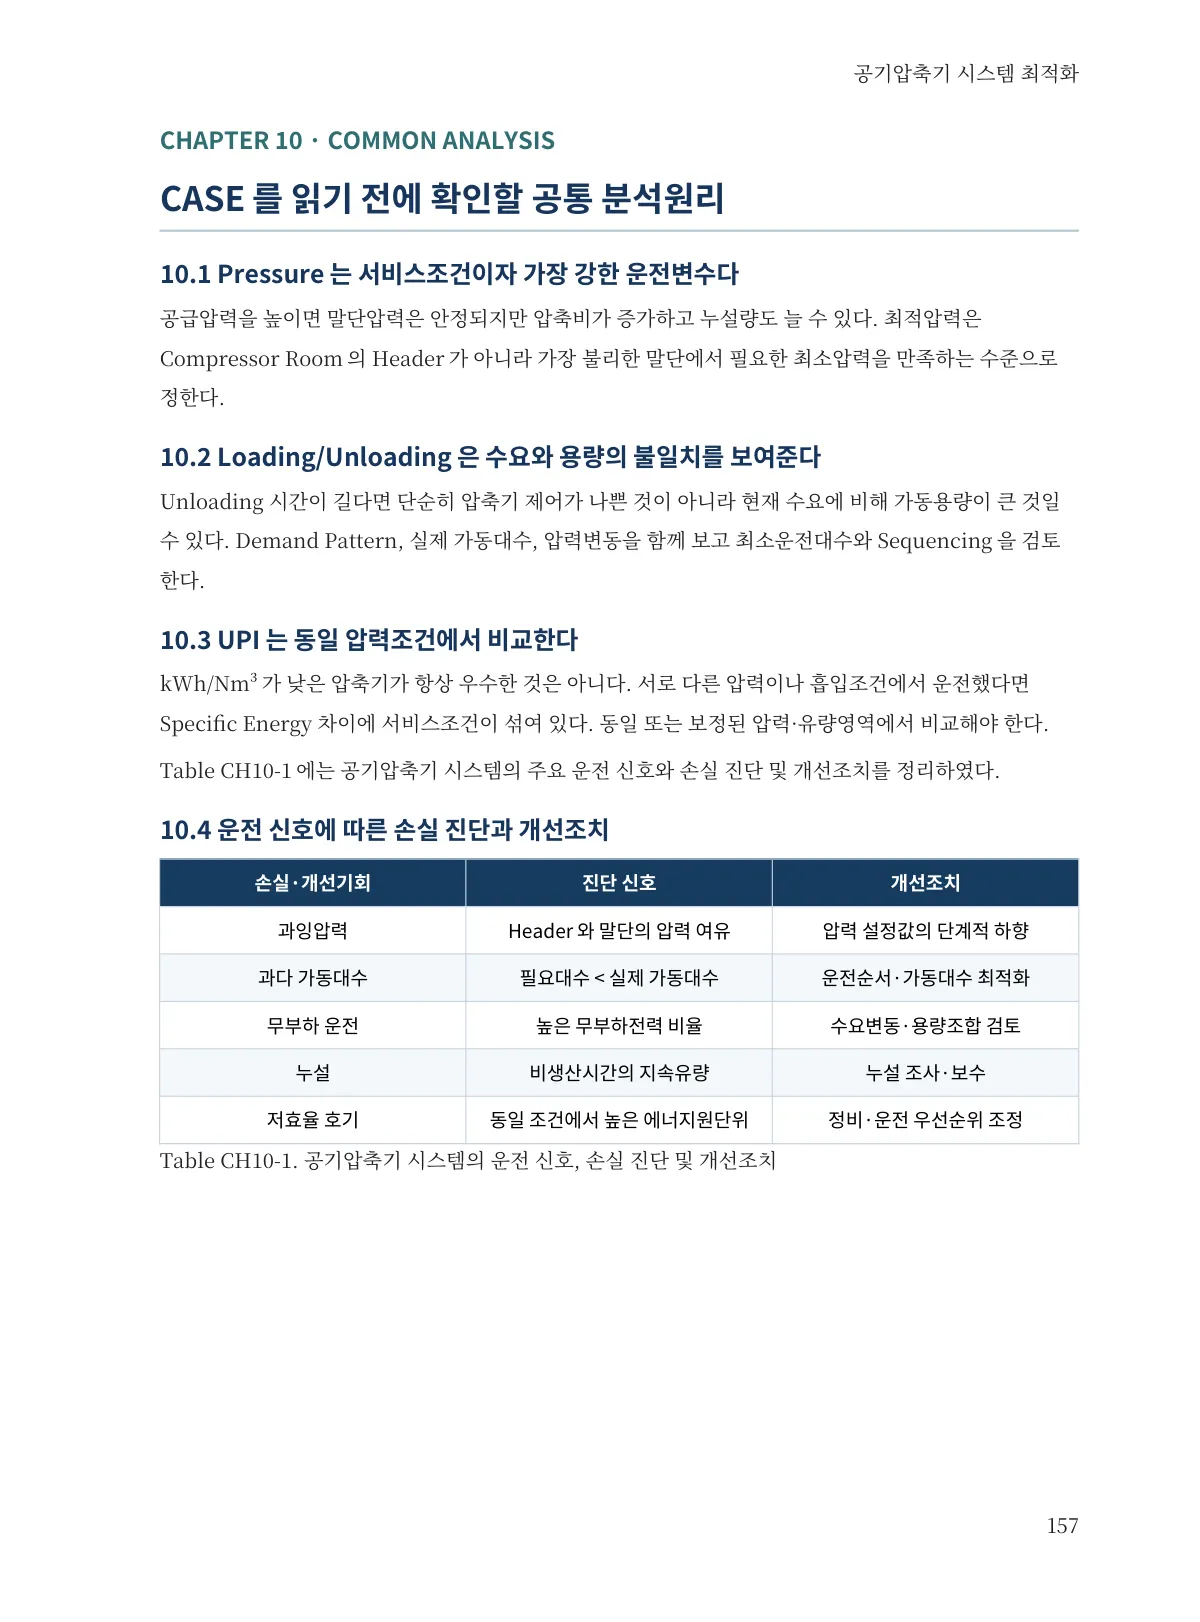 공기압축기 시스템 최적화
CHAPTER 10 · COMMON ANALYSIS
CASE 를 읽기 전에 확인할 공통 분석원리
10.1 Pressure 는 서비스조건이자 가장 강한 운전변수다
공급압력을 높이면 말단압력은 안정되지만 압축비가 증가하고 누설량도 늘 수 있다. 최적압력은
Compressor Room 의 Header 가 아니라 가장 불리한 말단에서 필요한 최소압력을 만족하는 수준으로
정한다.
10.2 Loading/Unloading 은 수요와 용량의 불일치를 보여준다
Unloading 시간이 길다면 단순히 압축기 제어가 나쁜 것이 아니라 현재 수요에 비해 가동용량이 큰 것일
수 있다. Demand Pattern, 실제 가동대수, 압력변동을 함께 보고 최소운전대수와 Sequencing 을 검토
한다.
10.3 UPI 는 동일 압력조건에서 비교한다
kWh/Nm³ 가 낮은 압축기가 항상 우수한 것은 아니다. 서로 다른 압력이나 흡입조건에서 운전했다면
Specific Energy 차이에 서비스조건이 섞여 있다. 동일 또는 보정된 압력·유량영역에서 비교해야 한다.
Table CH10-1 에는 공기압축기 시스템의 주요 운전 신호와 손실 진단 및 개선조치를 정리하였다.
10.4 운전 신호에 따른 손실 진단과 개선조치
손실·개선기회 진단 신호 개선조치
과잉압력 Header 와 말단의 압력 여유 압력 설정값의 단계적 하향
과다 가동대수 필요대수 < 실제 가동대수 운전순서·가동대수 최적화
무부하 운전 높은 무부하전력 비율 수요변동·용량조합 검토
누설 비생산시간의 지속유량 누설 조사·보수
저효율 호기 동일 조건에서 높은 에너지원단위 정비·운전 우선순위 조정
Table CH10-1. 공기압축기 시스템의 운전 신호, 손실 진단 및 개선조치
157